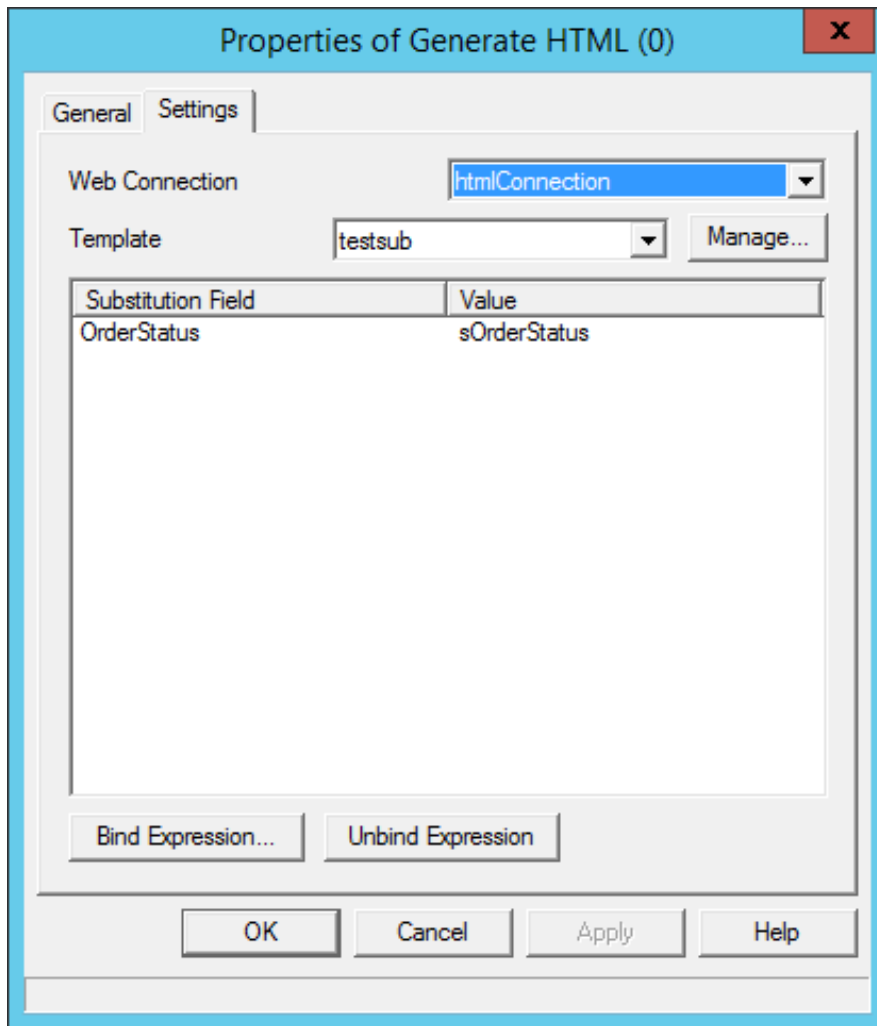 Properties of Generate HTML (0)
x
General Settings
Web Connection htmlConnection
Template testsub Manage...
Substitution Field Value
OrderStatus sOrderStatus
Bind Expression... Unbind Expression
OK Cancel Apply Help